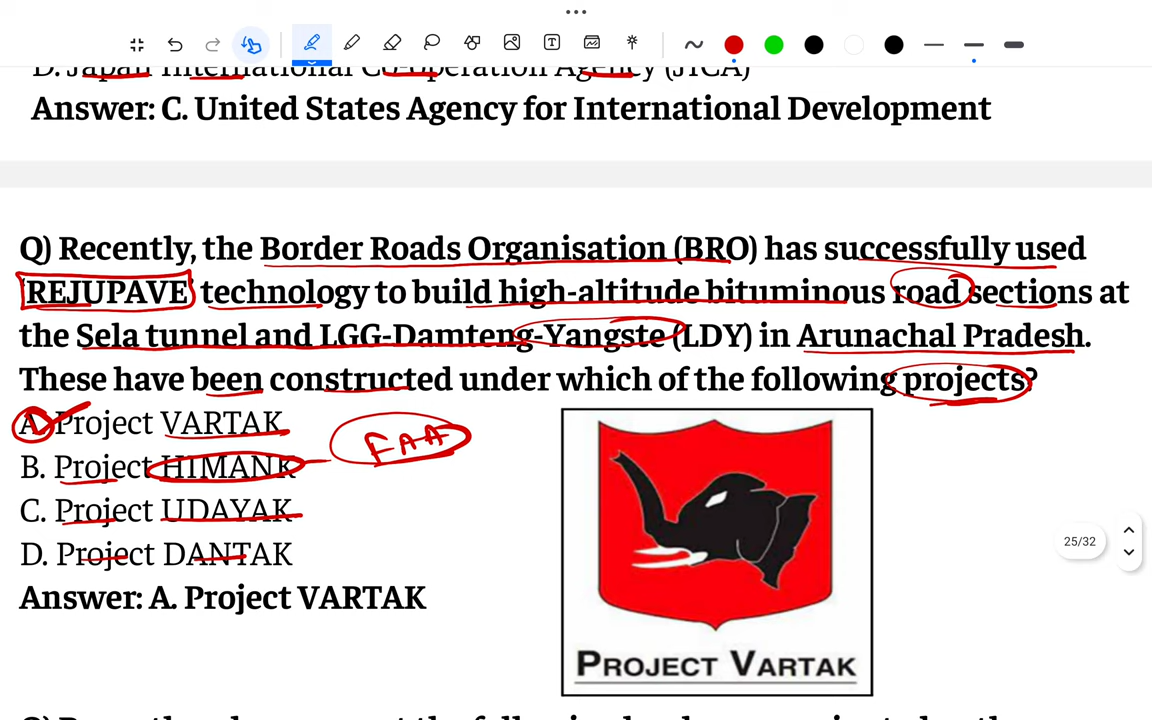 D. Japan International Co-operation Agency (JICA)
Answer: C. United States Agency for International Development
Q) Recently, the Border Roads Organisation (BRO) has successfully used
'REJUPAVE' technology to build high-altitude bituminous road sections at
the Sela tunnel and LGG-Damteng-Yangste (LDY) in Arunachal Pradesh.
These have been constructed under which of the following projects?
A. Project VARTAK
B. Project HIMANK
FAA
C. Project UDAYAK
D. Project DANTAK
25/32
Answer: A. Project VARTAK
PROJECT VARTAK